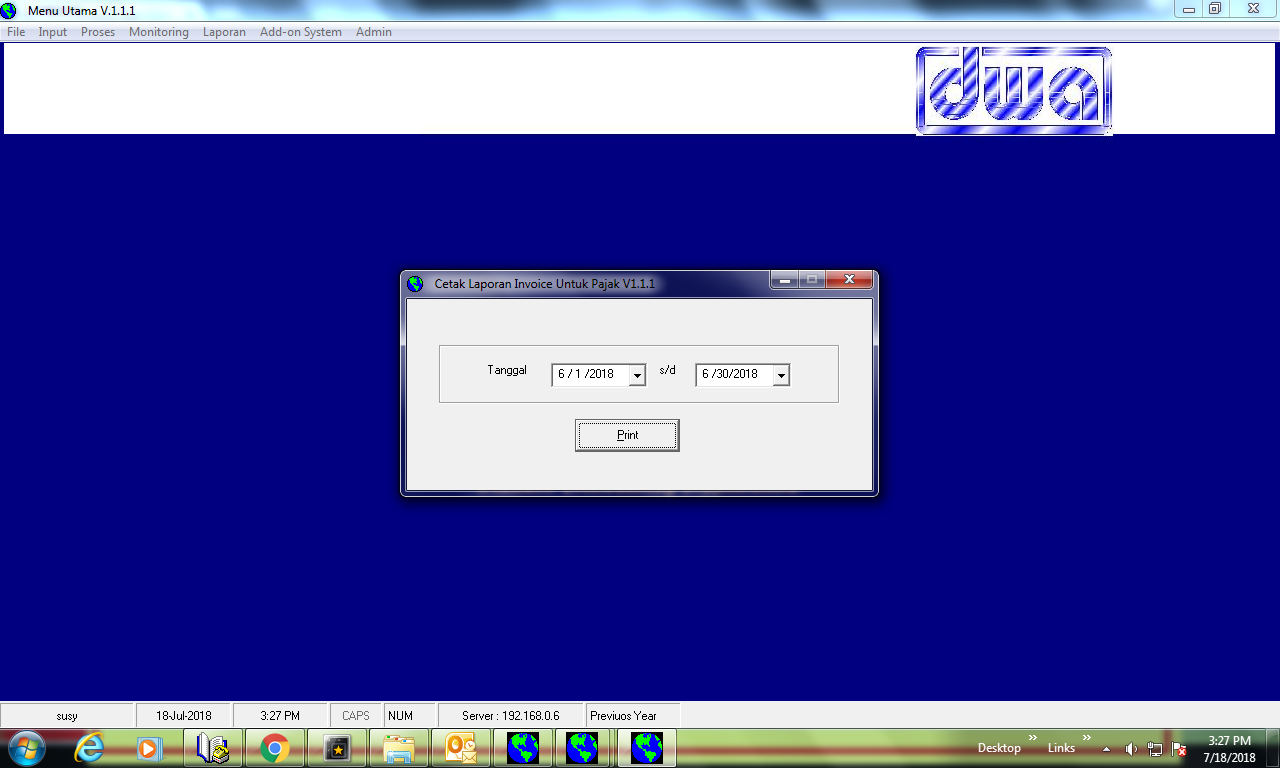 Menu Utama V.1.1.1
File Input Proses Monitoring Laporan Add-on System Admin
dwa
Cetak Laporan Invoice Untuk Pajak V1.1.1
Tanggal 6 / 1 /2018 s/d 6 /30/2018
Print
susy 18-Jul-2018 3:27 PM CAPS NUM Server : 192.168.0.6 Previuos Year
Desktop » Links » 3:27 PM
7/18/2018